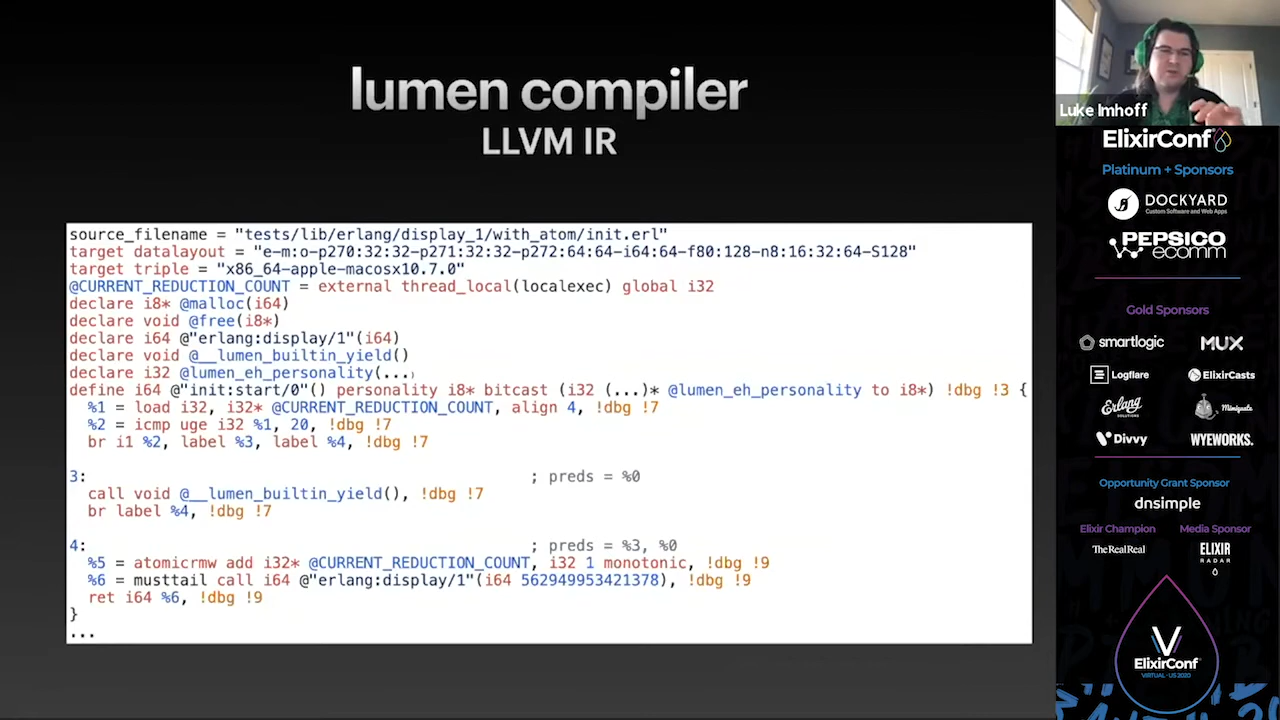 lumen compiler
LLVM IR
source_filename = "tests/lib/erlang/display_1/with_atom/init.erl"
target datalayout = "e-m:o-p270:32:32-p271:32:32-p272:64:64-i64:64-f80:128-n8:16:32:64-S128"
target triple = "x86_64-apple-macosx10.7.0"
@CURRENT_REDUCTION_COUNT = external thread_local(localexec) global i32
declare i8* @malloc(i64)
declare void @free(i8*)
declare i64 @"erlang:display/1"(i64)
declare void @__lumen_builtin_yield()
declare i32 @lumen_eh_personality(...)
define i64 @"init:start/0"() personality i8* bitcast (i32 (...)* @lumen_eh_personality to i8*) !dbg !3 {
%1 = load i32, i32* @CURRENT_REDUCTION_COUNT, align 4, !dbg !7
%2 = icmp uge i32 %1, 20, !dbg !7
br i1 %2, label %3, label %4, !dbg !7
3: ; preds = %0
call void @__lumen_builtin_yield(), !dbg !7
br label %4, !dbg !7
4: ; preds = %3, %0
%5 = atomicrmw add i32* @CURRENT_REDUCTION_COUNT, i32 1 monotonic, !dbg !9
%6 = musttail call i64 @"erlang:display/1"(i64 562949953421378), !dbg !9
ret i64 %6, !dbg !9
}
...
Luke Imhoff
ElixirConf
Platinum + Sponsors
DOCKYARD
Custom Software and Web Apps
PEPSICO
ecomm
Gold Sponsors
smartlogic
MUX
Logflare
ElixirCasts
Erlang
SOLUTIONS
Miniquote
Divvy
WYEWORKS.
Opportunity Grant Sponsor
dnsimple
Elixir Champion
Media Sponsor
TheRealReal
ELIXIR
RADAR
ElixirConf
VIRTUAL · US 2020